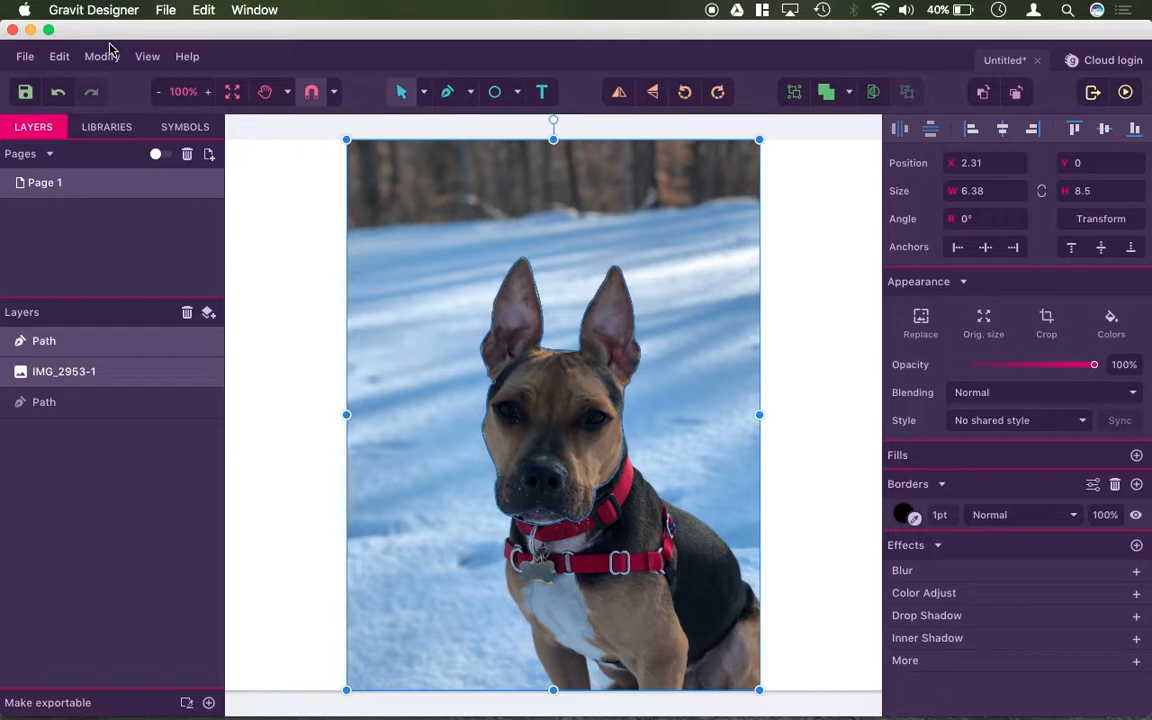 Gravit Designer File Edit Window 40%
File Edit Modify View Help Untitled* Cloud login
- 100% +
LAYERS LIBRARIES SYMBOLS
Pages
Page 1
Layers
Path
IMG_2953-1
Path
Make exportable
Position X 2.31 Y 0
Size W 6.38 H 8.5
Angle R 0° Transform
Anchors
Appearance
Replace Orig. size Crop Colors
Opacity 100%
Blending Normal
Style No shared style Sync
Fills
Borders
1pt Normal 100%
Effects
Blur
Color Adjust
Drop Shadow
Inner Shadow
More